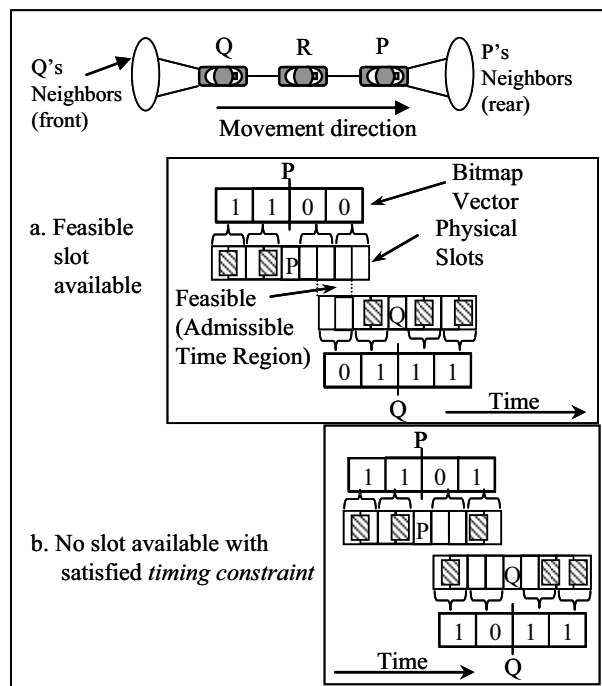 Q R P
Q's
Neighbors
(front)
P's
Neighbors
(rear)
Movement direction
a. Feasible
slot
available
P
1 1 0 0
Bitmap
Vector
P
Physical
Slots
Feasible
(Admissible
Time Region)
Q
0 1 1 1
Q
Time
b. No slot available with
satisfied timing constraint
P
1 1 0 1
P
Q
1 0 1 1
Time
Q